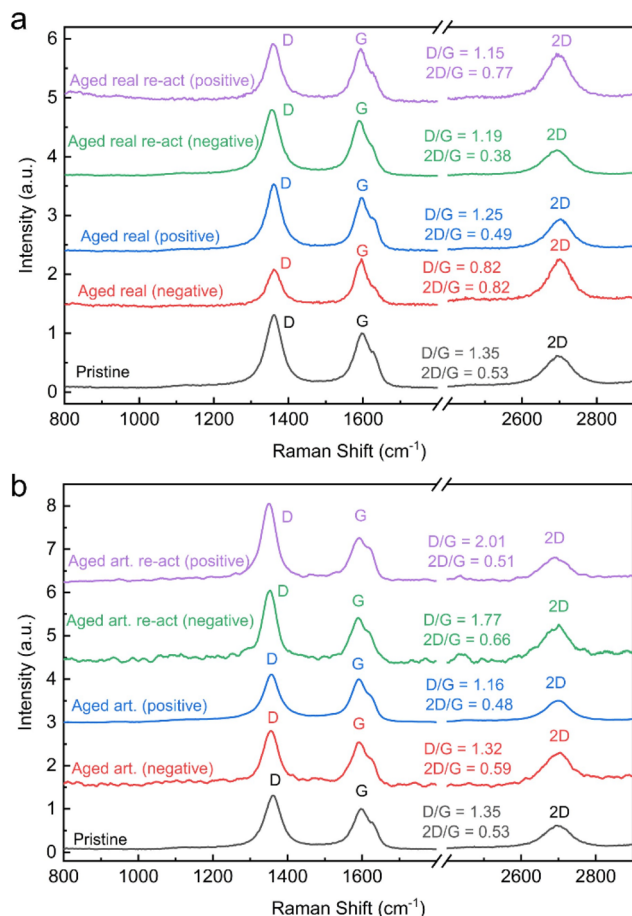 a
6
5
4
3
2
1
0
Intensity (a.u.)
D
G
2D
Aged real re-act (positive)
D/G = 1.15
2D/G = 0.77
D
G
2D
Aged real re-act (negative)
D/G = 1.19
2D/G = 0.38
D
G
2D
Aged real (positive)
D/G = 1.25
2D/G = 0.49
D
G
2D
Aged real (negative)
D/G = 0.82
2D/G = 0.82
D
G
2D
Pristine
D/G = 1.35
2D/G = 0.53
800 1000 1200 1400 1600 2600 2800
Raman Shift (cm⁻¹)
b
8
7
6
5
4
3
2
1
0
Intensity (a.u.)
D
G
2D
Aged art. re-act (positive)
D/G = 2.01
2D/G = 0.51
D
G
2D
Aged art. re-act (negative)
D/G = 1.77
2D/G = 0.66
D
G
2D
Aged art. (positive)
D/G = 1.16
2D/G = 0.48
D
G
2D
Aged art. (negative)
D/G = 1.32
2D/G = 0.59
D
G
2D
Pristine
D/G = 1.35
2D/G = 0.53
800 1000 1200 1400 1600 2600 2800
Raman Shift (cm⁻¹)